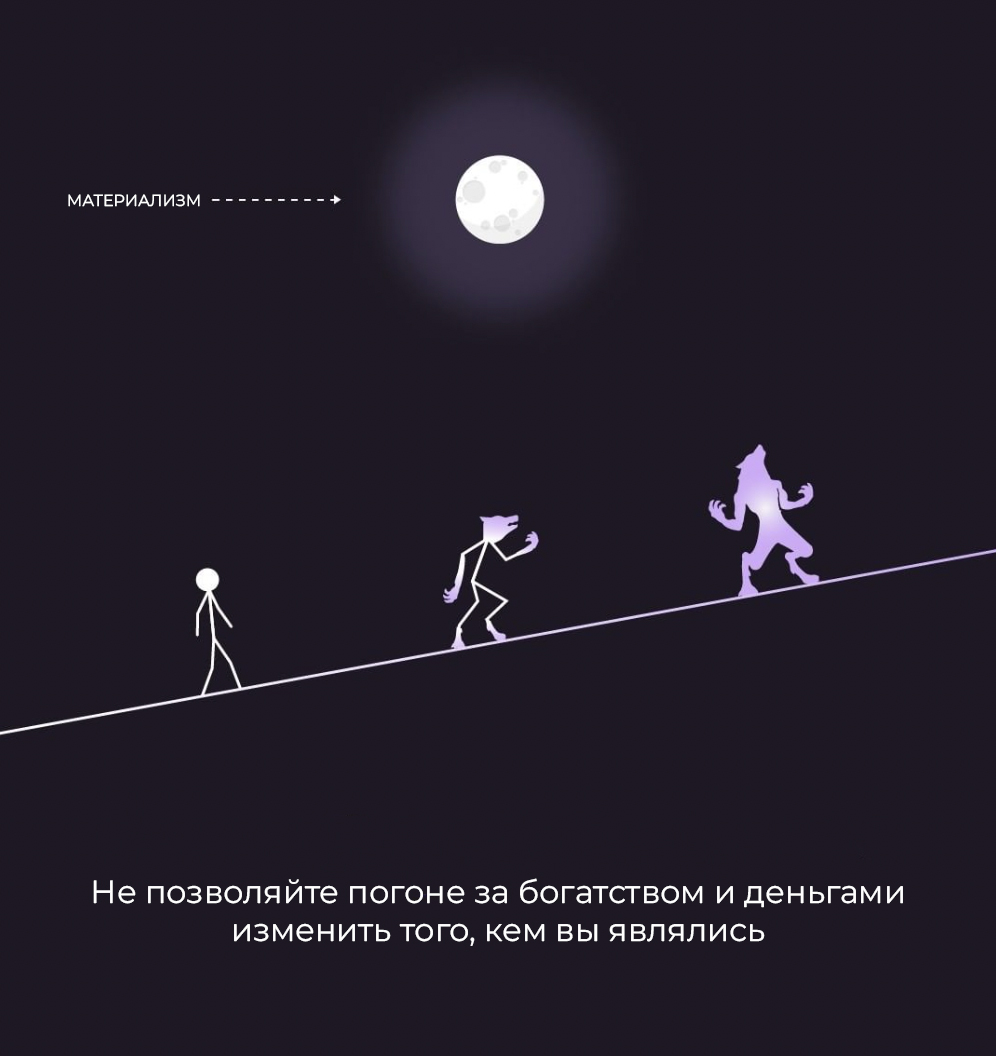 МАТЕРИАЛИЗМ
Не позволяйте погоне за богатством и деньгами
изменить того, кем вы являлись